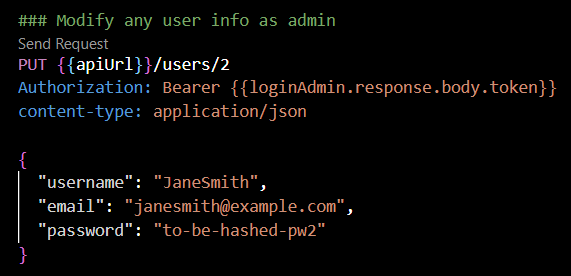 ### Modify any user info as admin
Send Request
PUT {{apiUrl}}/users/2
Authorization: Bearer {{loginAdmin.response.body.token}}
content-type: application/json
{
"username": "JaneSmith",
"email": "janesmith@example.com",
"password": "to-be-hashed-pw2"
}